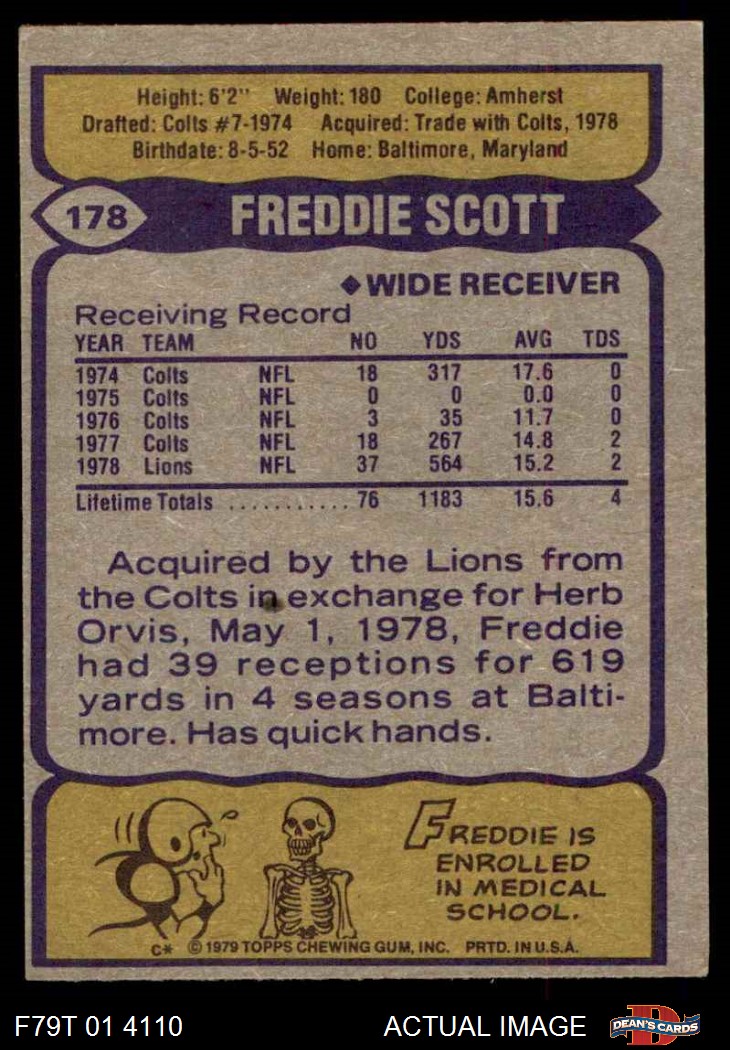 Height: 6'2" Weight: 180 College: Amherst
Drafted: Colts #7-1974 Acquired: Trade with Colts, 1978
Birthdate: 8-5-52 Home: Baltimore, Maryland
178 FREDDIE SCOTT
◆WIDE RECEIVER
Receiving Record
YEAR TEAM NO YDS AVG TDS
1974 Colts NFL 18 317 17.6 0
1975 Colts NFL 0 0 0.0 0
1976 Colts NFL 3 35 11.7 0
1977 Colts NFL 18 267 14.8 2
1978 Lions NFL 37 564 15.2 2
Lifetime Totals ............ 76 1183 15.6 4
Acquired by the Lions from
the Colts in exchange for Herb
Orvis, May 1, 1978, Freddie
had 39 receptions for 619
yards in 4 seasons at Balti-
more. Has quick hands.
FREDDIE IS
ENROLLED
IN MEDICAL
SCHOOL.
C* © 1979 TOPPS CHEWING GUM, INC. PRTD. IN U.S.A.
F79T 01 4110 ACTUAL IMAGE DEAN'S CARDS